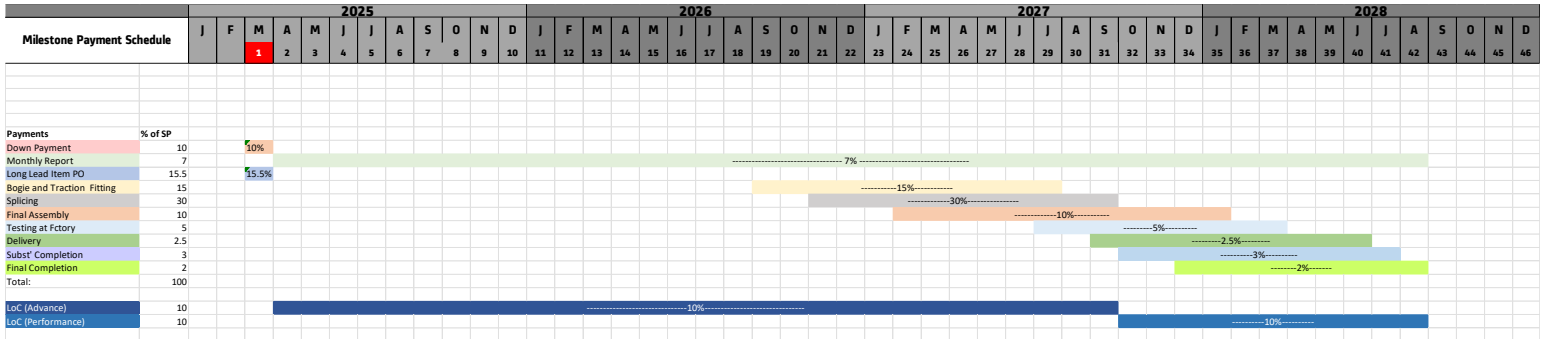 2025 2026 2027 2028
Milestone Payment Schedule J F M A M J J A S O N D J F M A M J J A S O N D J F M A M J J A S O N D J F M A M J J A S O N D
1 2 3 4 5 6 7 8 9 10 11 12 13 14 15 16 17 18 19 20 21 22 23 24 25 26 27 28 29 30 31 32 33 34 35 36 37 38 39 40 41 42 43 44 45 46
Payments % of SP
Down Payment 10 10%
Monthly Report 7 ---------------------------------- 7% ----------------------------------
Long Lead Item PO 15.5 15.5%
Bogie and Traction Fitting 15 -----------15%------------
Splicing 30 -------------30%----------------
Final Assembly 10 -------------10%-----------
Testing at Fctory 5 ---------5%----------
Delivery 2.5 ---------2.5%---------
Subst' Completion 3 ----------3%---------
Final Completion 2 --------2%-------
Total: 100
LoC (Advance) 10 -------------------------------10%----------------------
LoC (Performance) 10 ----------10%----------